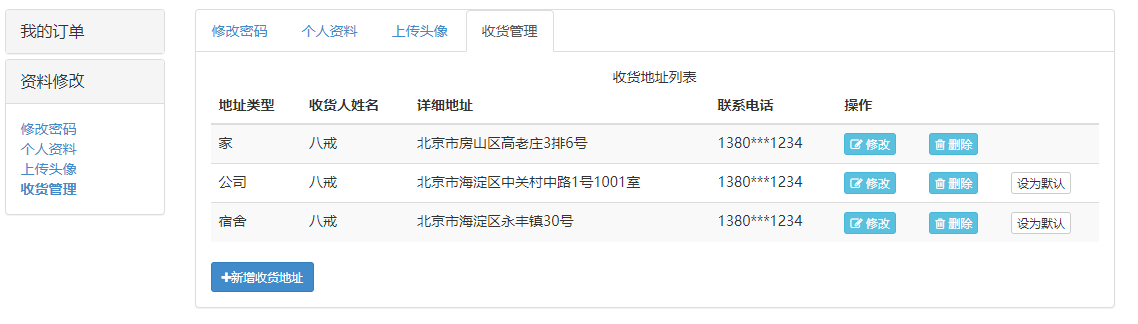 我的订单
资料修改
修改密码
个人资料
上传头像
收货管理
修改密码 个人资料 上传头像 收货管理
收货地址列表
地址类型 收货人姓名 详细地址 联系电话 操作
家 八戒 北京市房山区高老庄3排6号 1380***1234 修改 删除
公司 八戒 北京市海淀区中关村中路1号1001室 1380***1234 修改 删除 设为默认
宿舍 八戒 北京市海淀区永丰镇30号 1380***1234 修改 删除 设为默认
+新增收货地址